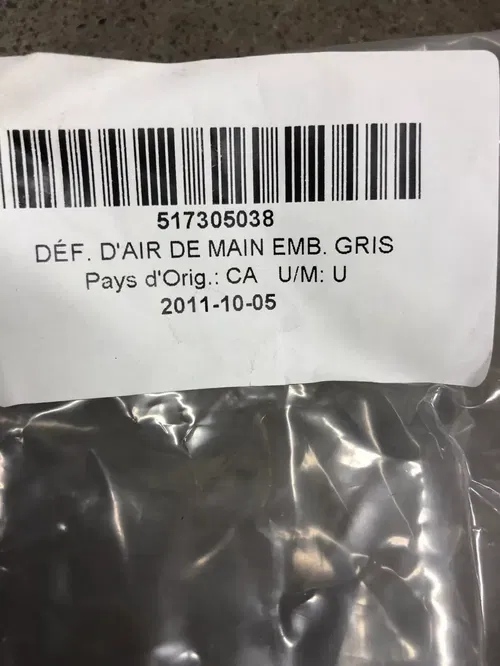 517305038
DÉF. D'AIR DE MAIN EMB. GRIS
Pays d'Orig.: CA U/M: U
2011-10-05